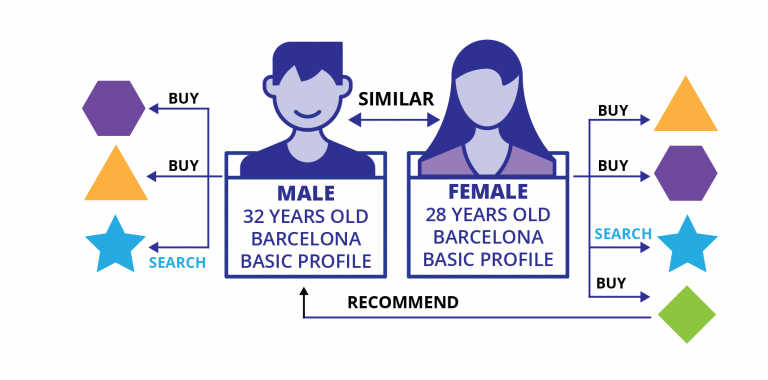 BUY
BUY
SEARCH
SIMILAR
MALE
32 YEARS OLD
BARCELONA
BASIC PROFILE
FEMALE
28 YEARS OLD
BARCELONA
BASIC PROFILE
BUY
BUY
SEARCH
BUY
RECOMMEND